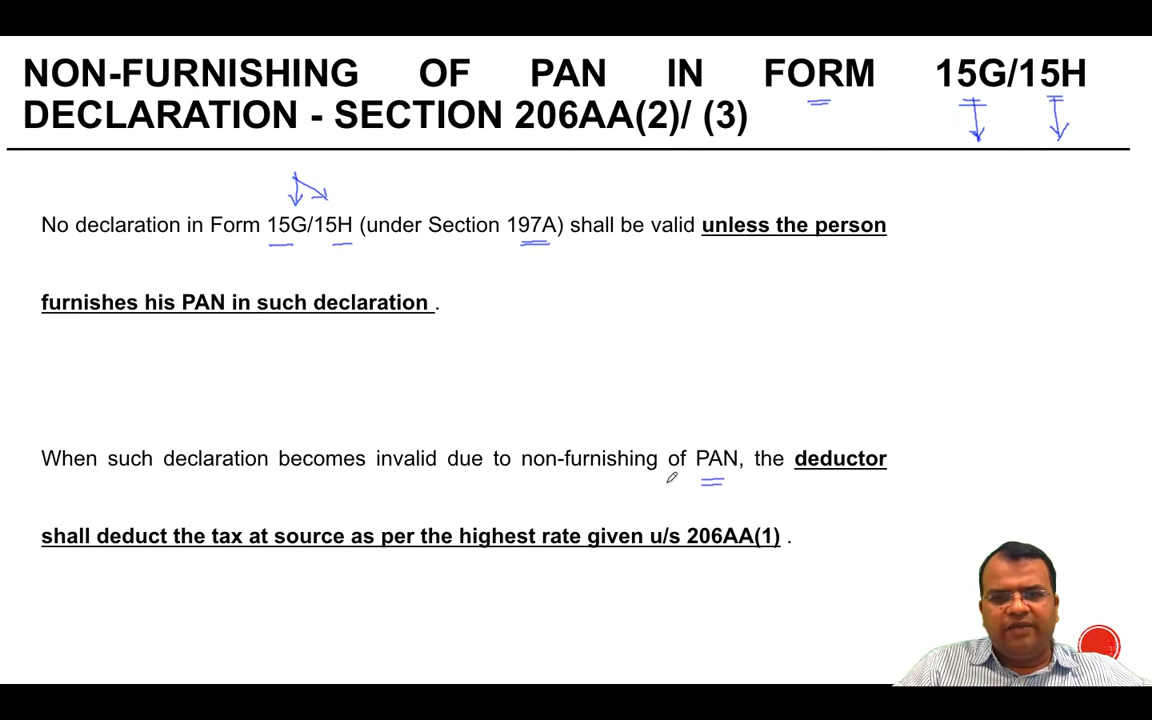 NON-FURNISHING OF PAN IN FORM 15G/15H
DECLARATION - SECTION 206AA(2)/ (3)
No declaration in Form 15G/15H (under Section 197A) shall be valid unless the person
furnishes his PAN in such declaration .
When such declaration becomes invalid due to non-furnishing of PAN, the deductor
shall deduct the tax at source as per the highest rate given u/s 206AA(1) .